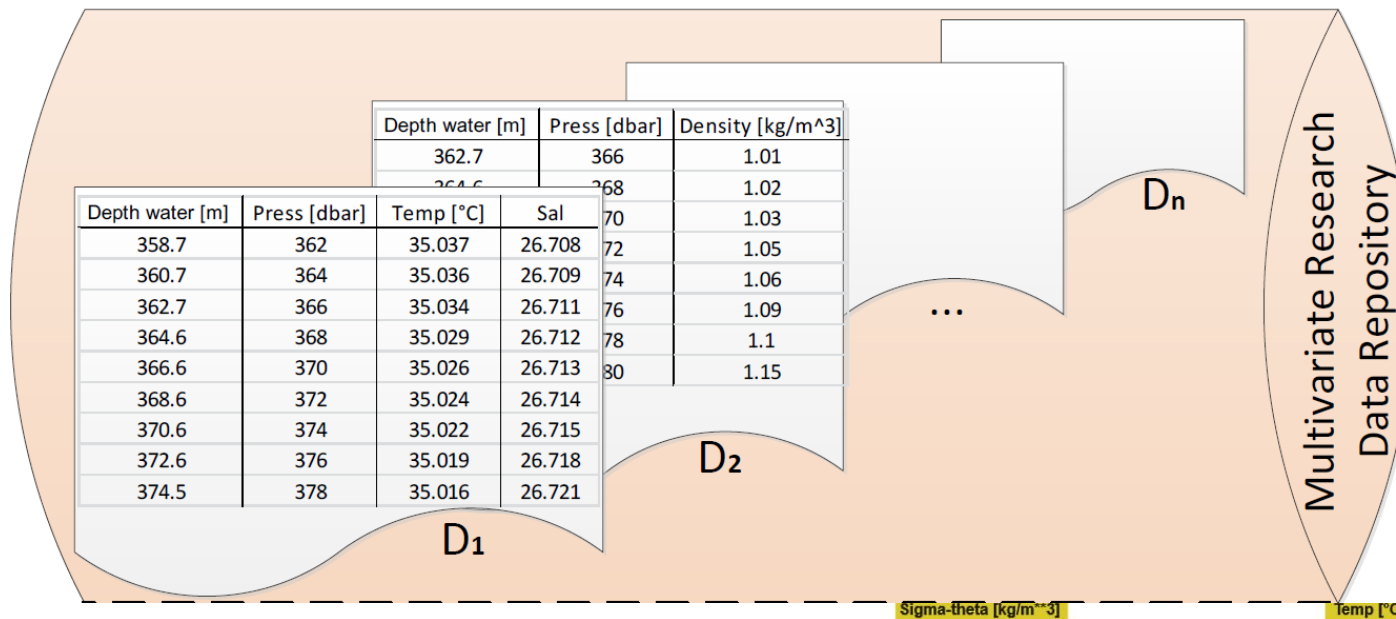 Depth water [m] Press [dbar] Density [kg/m^3]
362.7 366 1.01
364.6 368 1.02
70 1.03
72 1.05
74 1.06
76 1.09
78 1.1
80 1.15
Depth water [m] Press [dbar] Temp [°C] Sal
358.7 362 35.037 26.708
360.7 364 35.036 26.709
362.7 366 35.034 26.711
364.6 368 35.029 26.712
366.6 370 35.026 26.713
368.6 372 35.024 26.714
370.6 374 35.022 26.715
372.6 376 35.019 26.718
374.5 378 35.016 26.721
D1
D2
...
Dn
Multivariate Research
Data Repository
Sigma-theta [kg/m**3]
Temp [°C